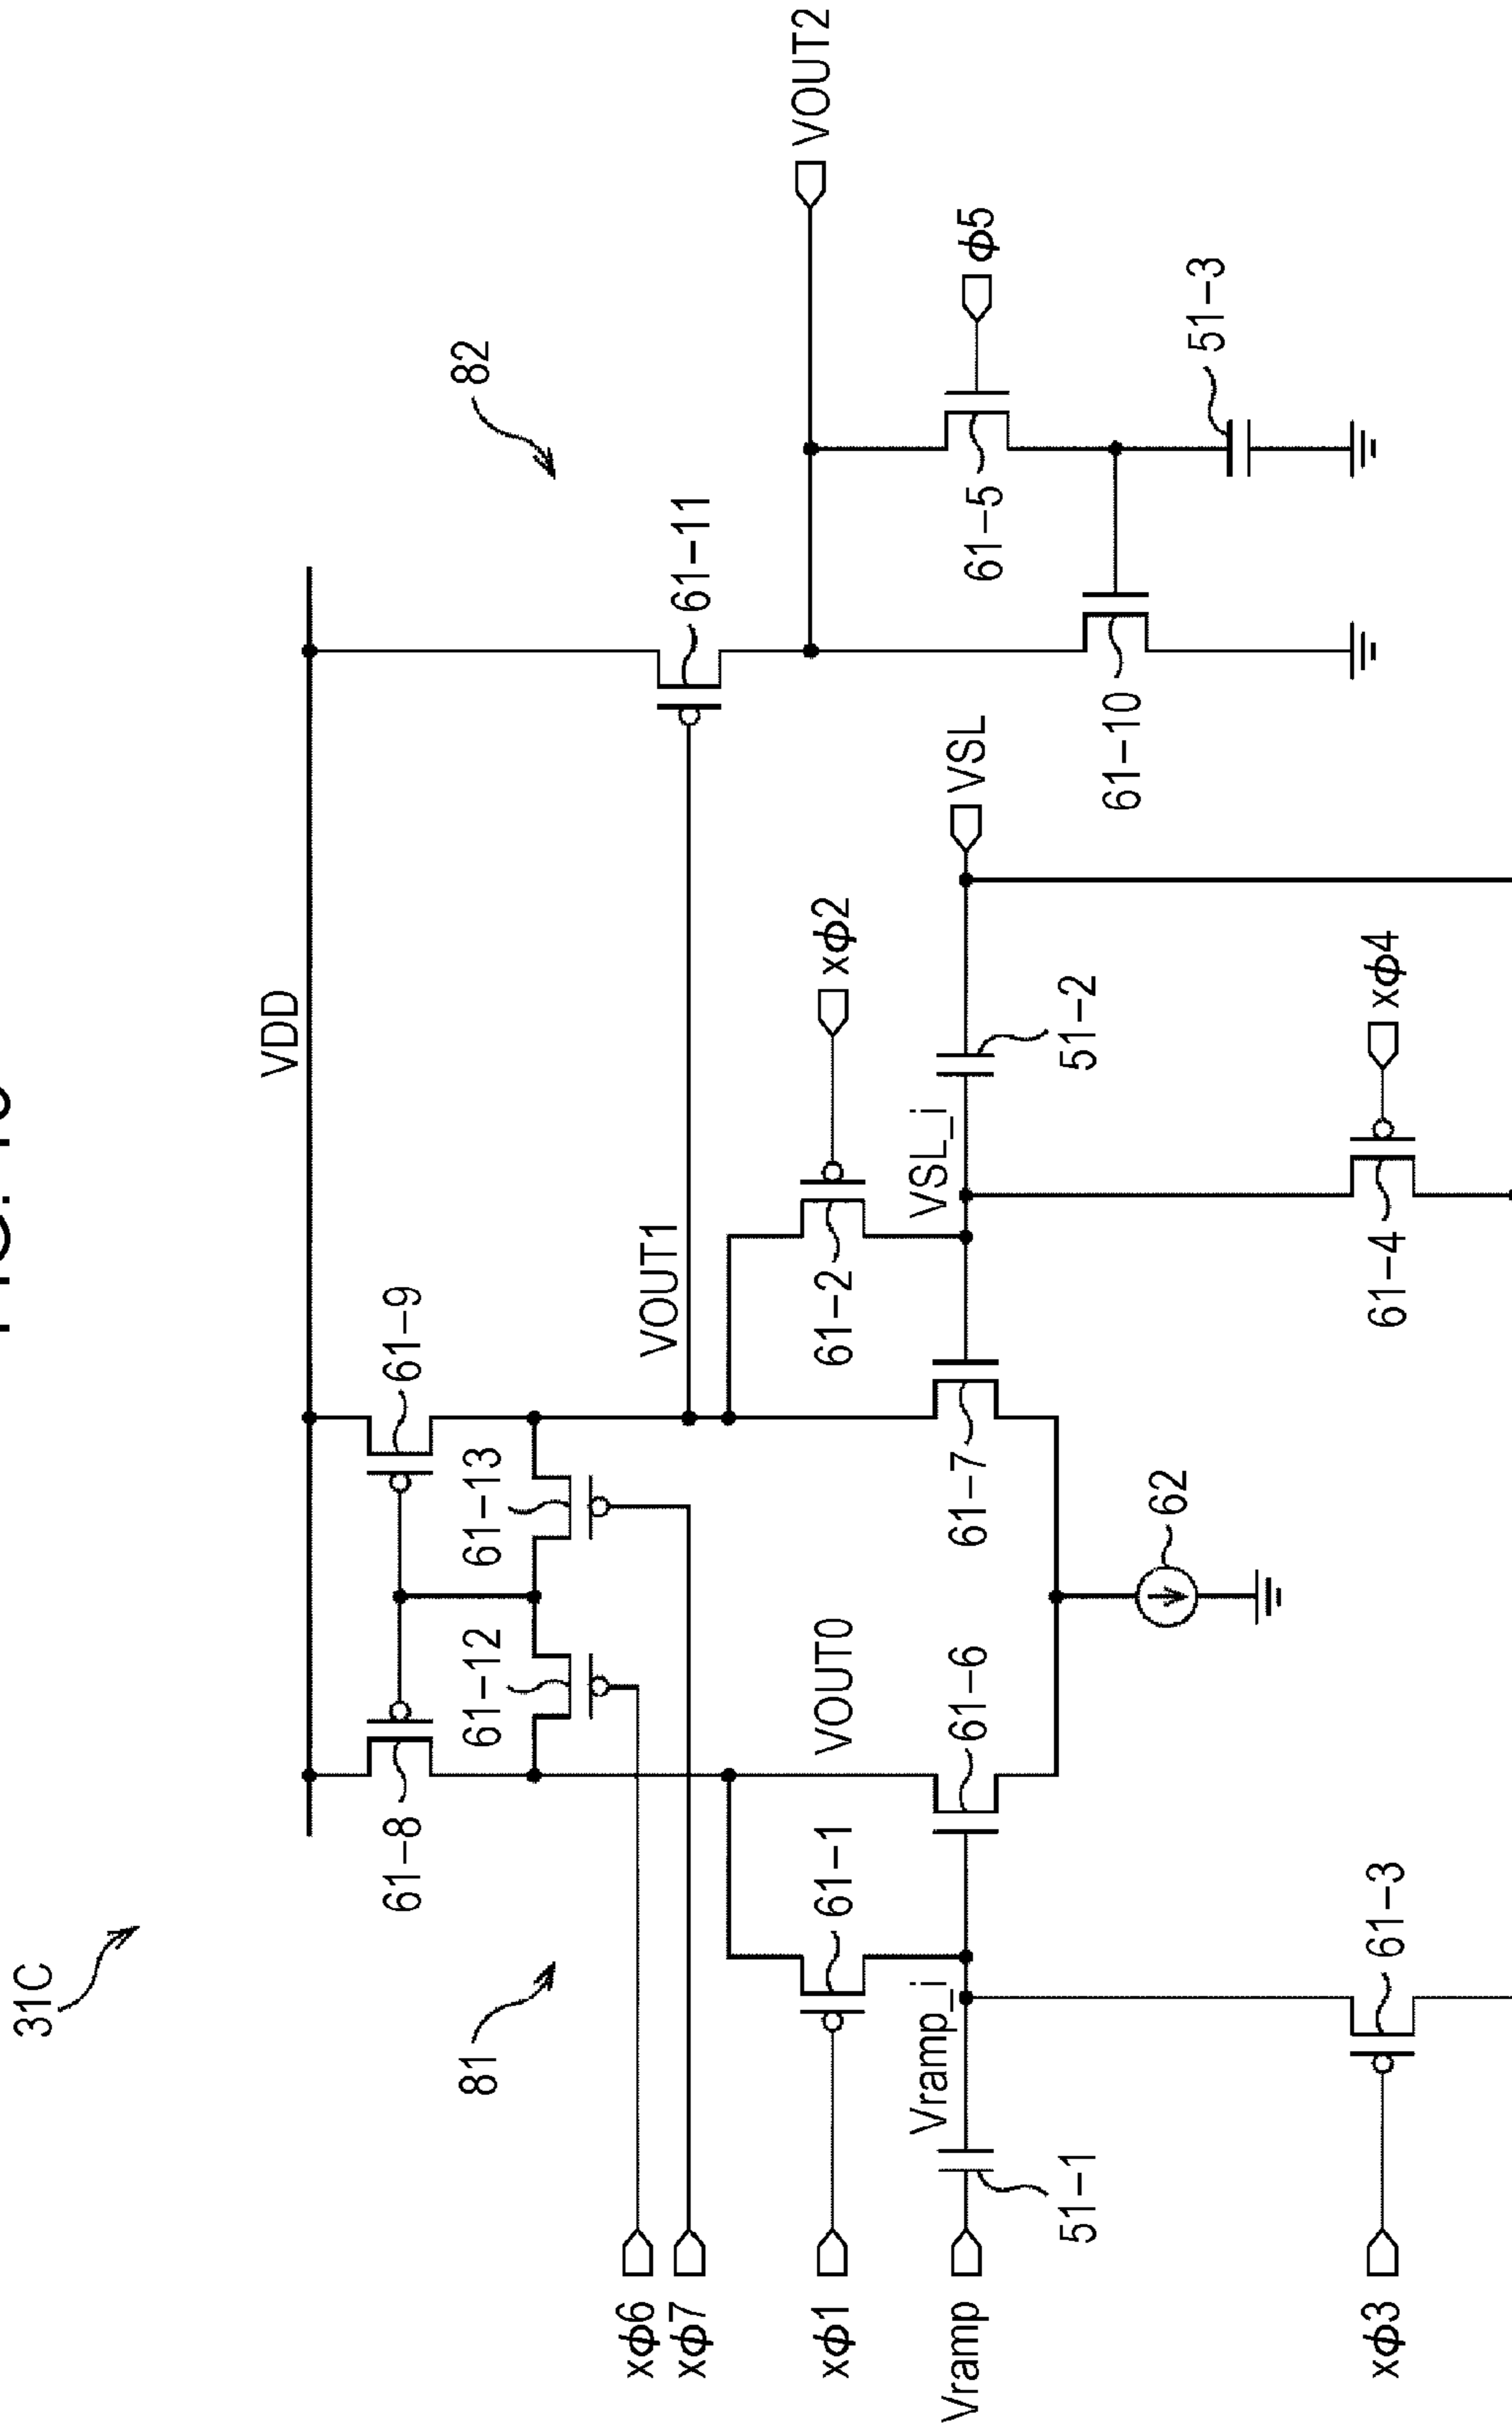 31C
VDD
61-8
61-9
61-12
61-13
81
82
xϕ6
xϕ7
VOUT1
61-11
VOUT2
xϕ1
61-1
VOUT0
61-2
xϕ2
Vramp
Vramp_i
61-6
61-7
VSL_i
VSL
61-5
ϕ5
51-1
62
51-2
61-10
51-3
xϕ3
61-3
61-4
xϕ4